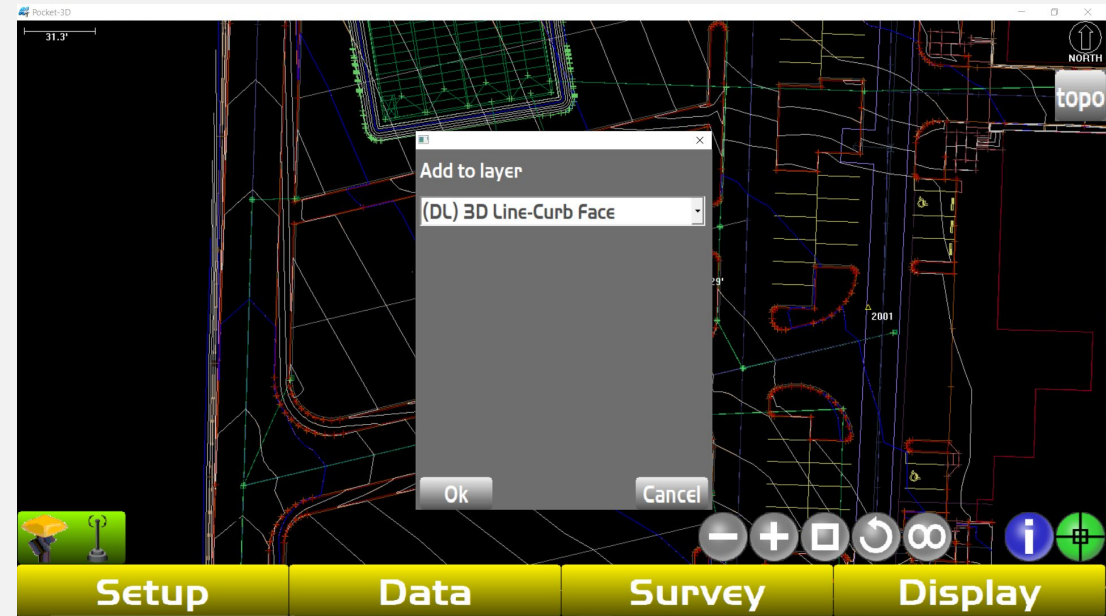 Pocket-3D
31.3'
NORTH
topo
Add to layer
(DL) 3D Line-Curb Face
29'
2001
Ok
Cancel
Setup
Data
Survey
Display